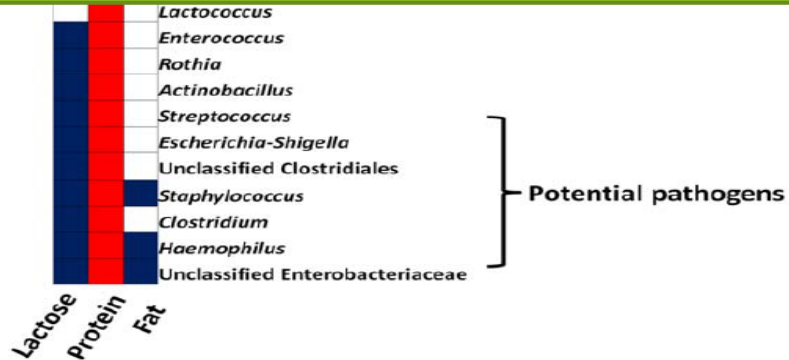 Lactococcus
Enterococcus
Rothia
Actinobacillus
Streptococcus
Escherichia-Shigella
Unclassified Clostridiales
Staphylococcus
Clostridium
Haemophilus
Unclassified Enterobacteriaceae
Potential pathogens
Lactose
Protein
Fat